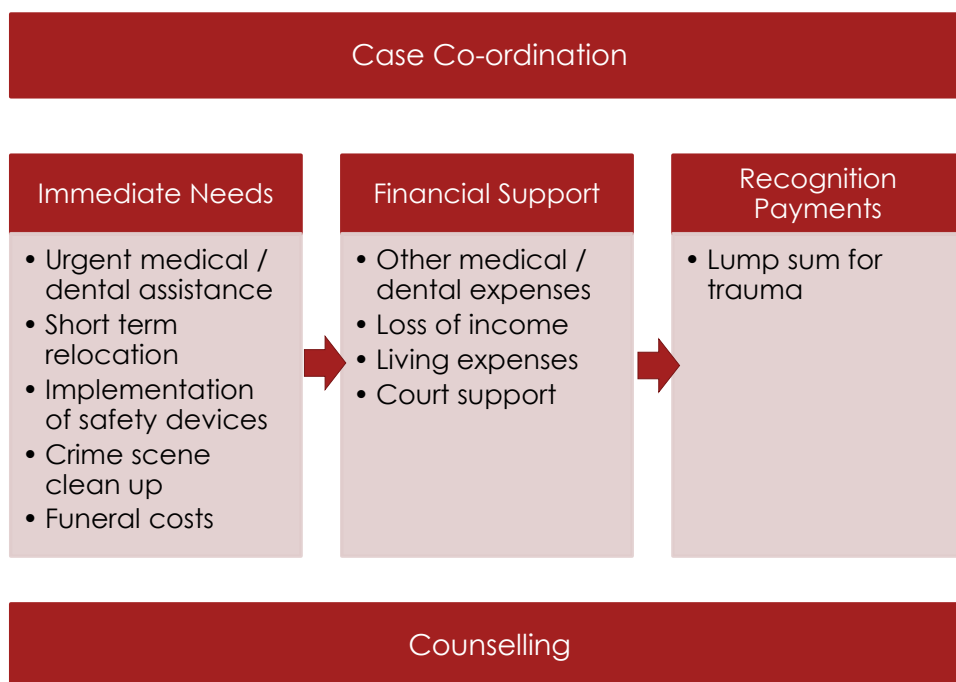 Case Co-ordination
Immediate Needs
• Urgent medical /
dental assistance
• Short term
relocation
• Implementation
of safety devices
• Crime scene
clean up
• Funeral costs
Financial Support
• Other medical /
dental expenses
• Loss of income
• Living expenses
• Court support
Recognition
Payments
• Lump sum for
trauma
Counselling